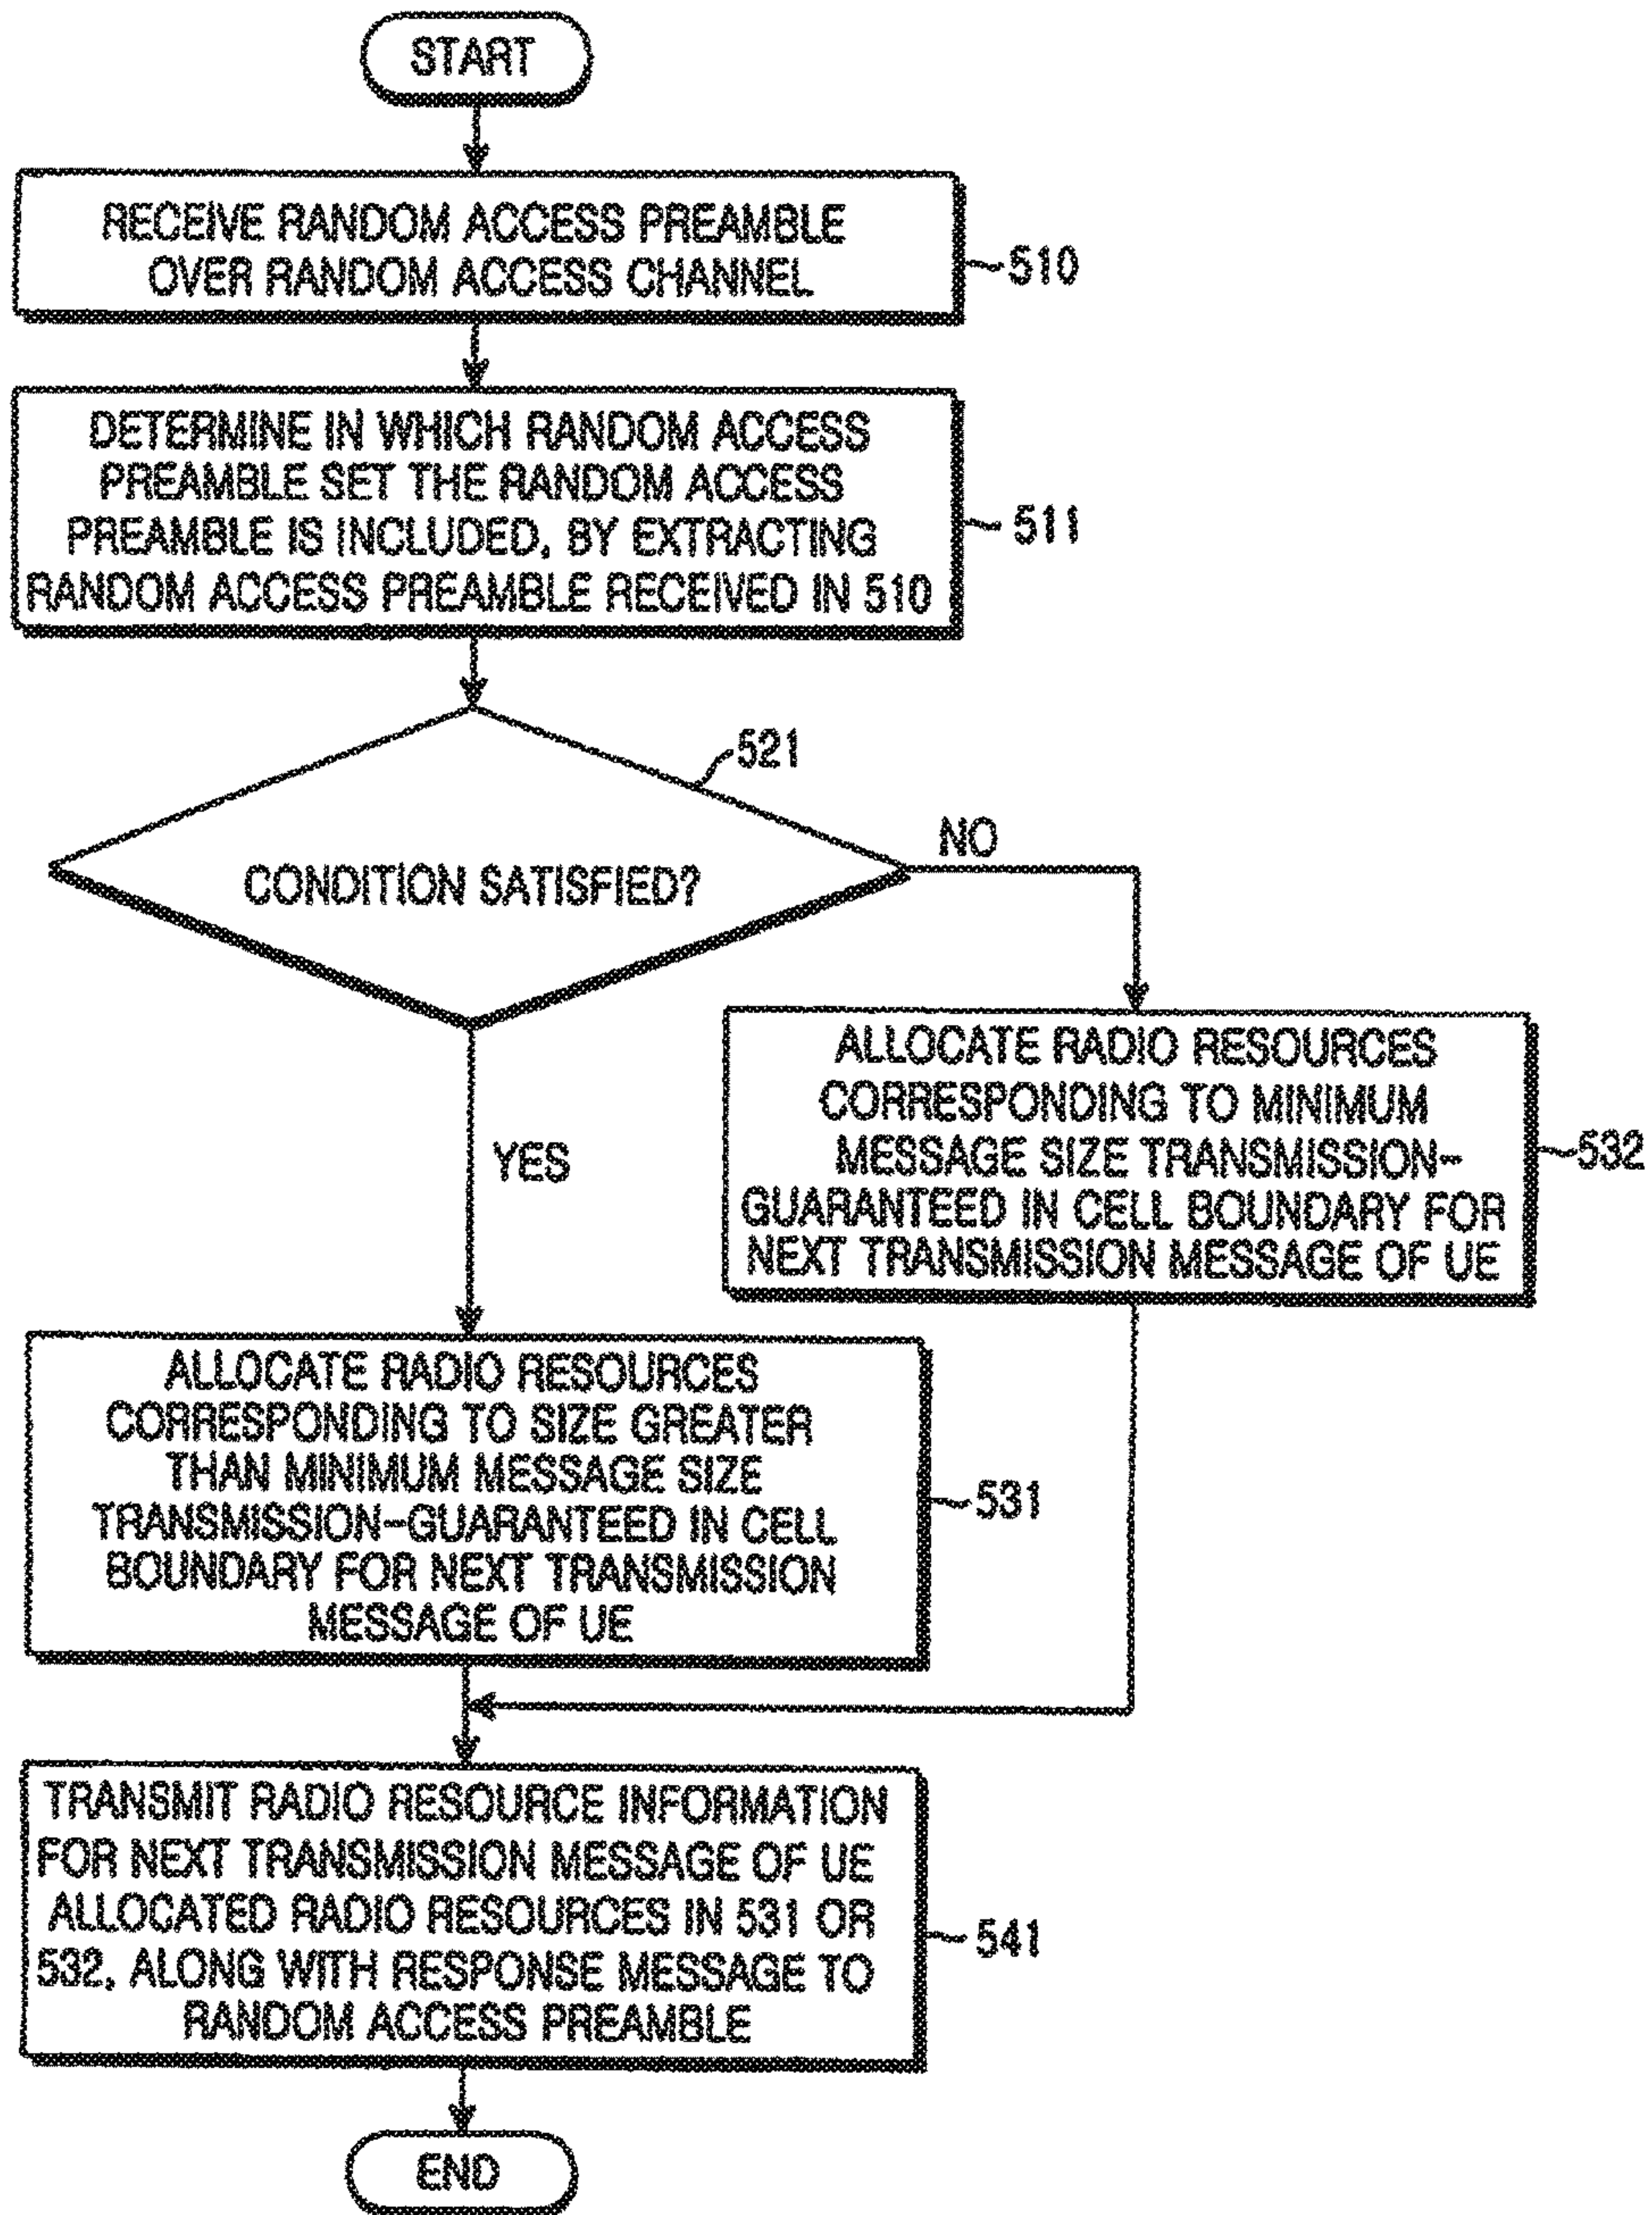 START
RECEIVE RANDOM ACCESS PREAMBLE
OVER RANDOM ACCESS CHANNEL
510
DETERMINE IN WHICH RANDOM ACCESS
PREAMBLE SET THE RANDOM ACCESS
PREAMBLE IS INCLUDED, BY EXTRACTING
RANDOM ACCESS PREAMBLE RECEIVED IN 510
511
521
CONDITION SATISFIED?
NO
YES
ALLOCATE RADIO RESOURCES
CORRESPONDING TO MINIMUM
MESSAGE SIZE TRANSMISSION-
GUARANTEED IN CELL BOUNDARY FOR
NEXT TRANSMISSION MESSAGE OF UE
532
ALLOCATE RADIO RESOURCES
CORRESPONDING TO SIZE GREATER
THAN MINIMUM MESSAGE SIZE
TRANSMISSION-GUARANTEED IN CELL
BOUNDARY FOR NEXT TRANSMISSION
MESSAGE OF UE
531
TRANSMIT RADIO RESOURCE INFORMATION
FOR NEXT TRANSMISSION MESSAGE OF UE
ALLOCATED RADIO RESOURCES IN 531 OR
532, ALONG WITH RESPONSE MESSAGE TO
RANDOM ACCESS PREAMBLE
541
END